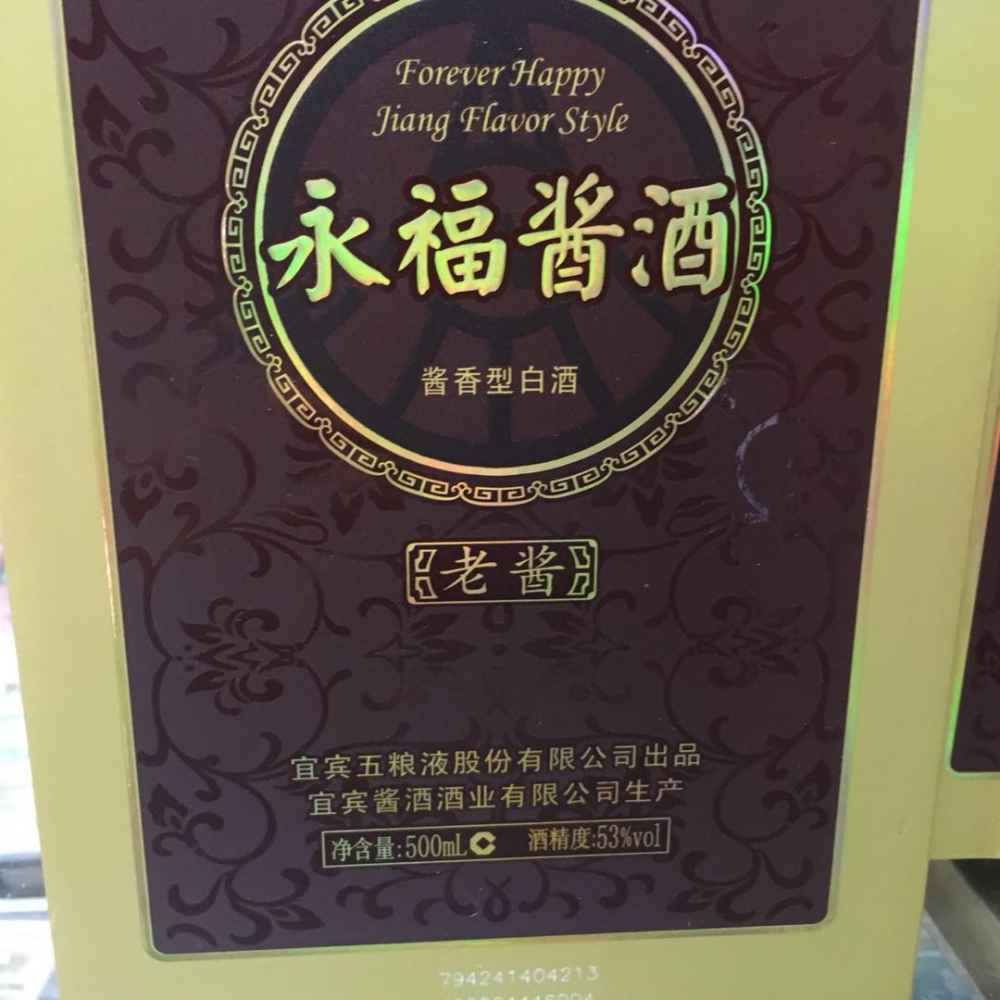 Forever Happy
Jiang Flavor Style
永福酱酒
酱香型白酒
老酱
宜宾五粮液股份有限公司出品
宜宾酱酒酒业有限公司生产
净含量:500mL 酒精度:53%vol
794241404213